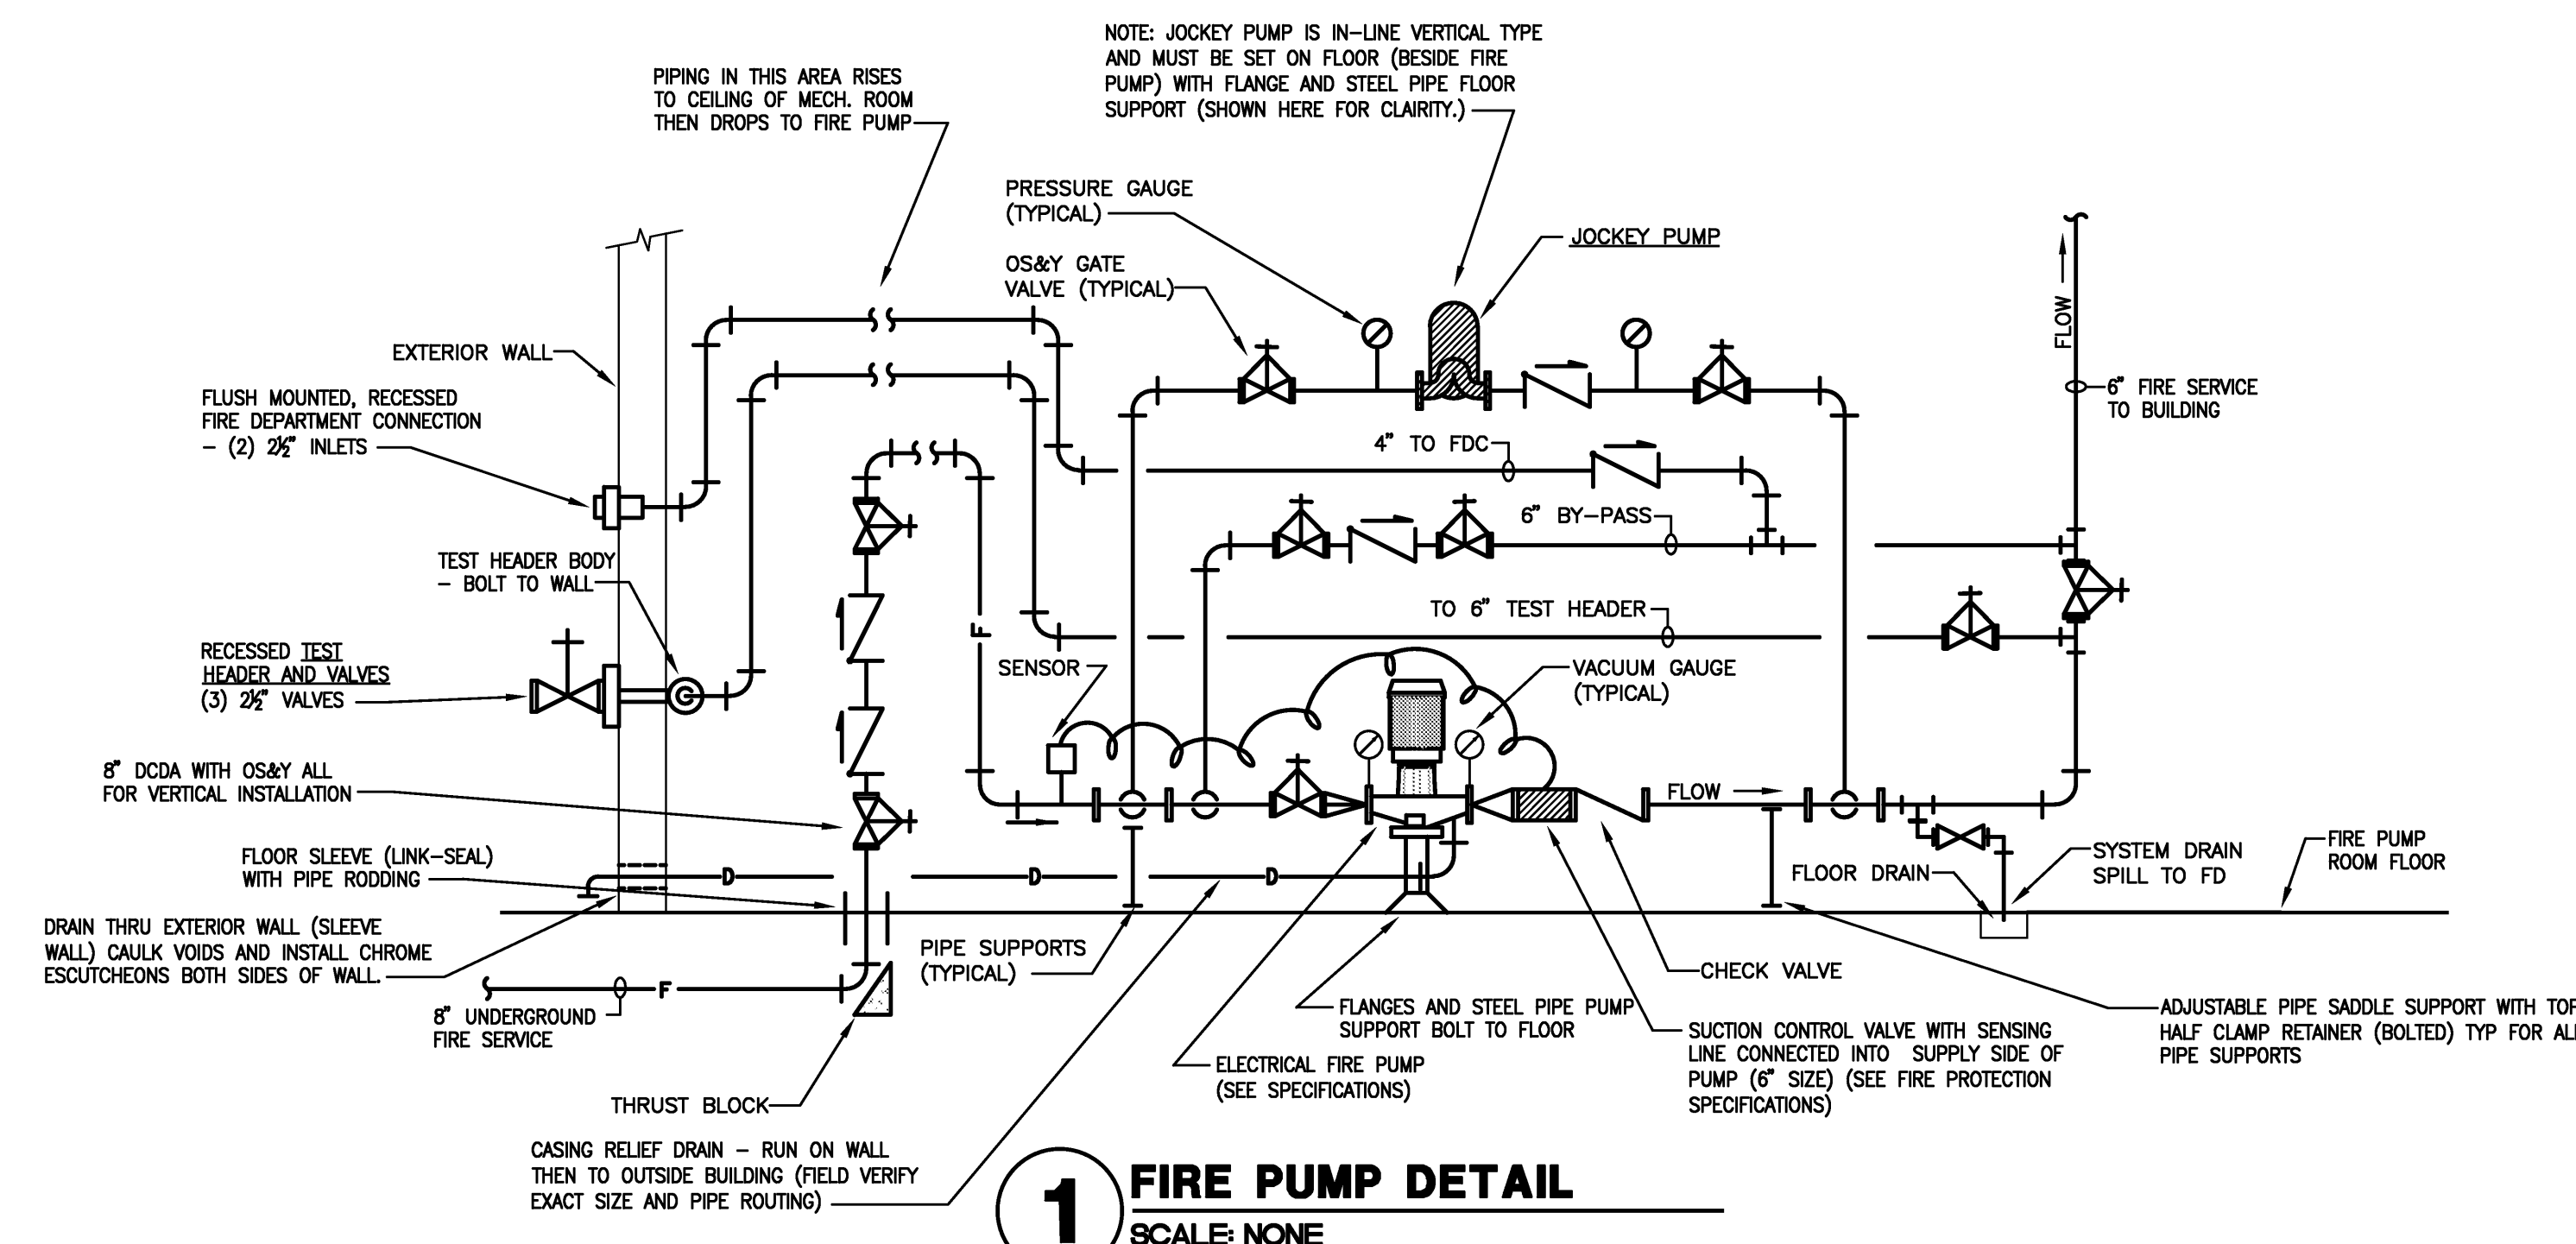 NOTE: JOCKEY PUMP IS IN-LINE VERTICAL TYPE
AND MUST BE SET ON FLOOR (BESIDE FIRE
PUMP) WITH FLANGE AND STEEL PIPE FLOOR
SUPPORT (SHOWN HERE FOR CLAIRITY.)
PIPING IN THIS AREA RISES
TO CEILING OF MECH. ROOM
THEN DROPS TO FIRE PUMP
PRESSURE GAUGE
(TYPICAL)
JOCKEY PUMP
OS&Y GATE
VALVE (TYPICAL)
FLOW
EXTERIOR WALL
6" FIRE SERVICE
TO BUILDING
FLUSH MOUNTED, RECESSED
FIRE DEPARTMENT CONNECTION
- (2) 2½" INLETS
4" TO FDC
6" BY-PASS
TEST HEADER BODY
- BOLT TO WALL
TO 6" TEST HEADER
F
RECESSED TEST
HEADER AND VALVES
(3) 2½" VALVES
SENSOR
VACUUM GAUGE
(TYPICAL)
8" DCDA WITH OS&Y ALL
FOR VERTICAL INSTALLATION
FLOW
FLOOR SLEEVE (LINK-SEAL)
WITH PIPE RODDING
D
D
D
FLOOR DRAIN
SYSTEM DRAIN
SPILL TO FD
FIRE PUMP
ROOM FLOOR
DRAIN THRU EXTERIOR WALL (SLEEVE
WALL) CAULK VOIDS AND INSTALL CHROME
ESCUTCHEONS BOTH SIDES OF WALL.
PIPE SUPPORTS
(TYPICAL)
CHECK VALVE
F
8" UNDERGROUND
FIRE SERVICE
FLANGES AND STEEL PIPE PUMP
SUPPORT BOLT TO FLOOR
SUCTION CONTROL VALVE WITH SENSING
LINE CONNECTED INTO SUPPLY SIDE OF
PUMP (6" SIZE) (SEE FIRE PROTECTION
SPECIFICATIONS)
ADJUSTABLE PIPE SADDLE SUPPORT WITH
HALF CLAMP RETAINER (BOLTED) TYP FOR
PIPE SUPPORTS
ELECTRICAL FIRE PUMP
(SEE SPECIFICATIONS)
THRUST BLOCK
CASING RELIEF DRAIN - RUN ON WALL
THEN TO OUTSIDE BUILDING (FIELD VERIFY
EXACT SIZE AND PIPE ROUTING)
1
FIRE PUMP DETAIL
SCALE: NONE